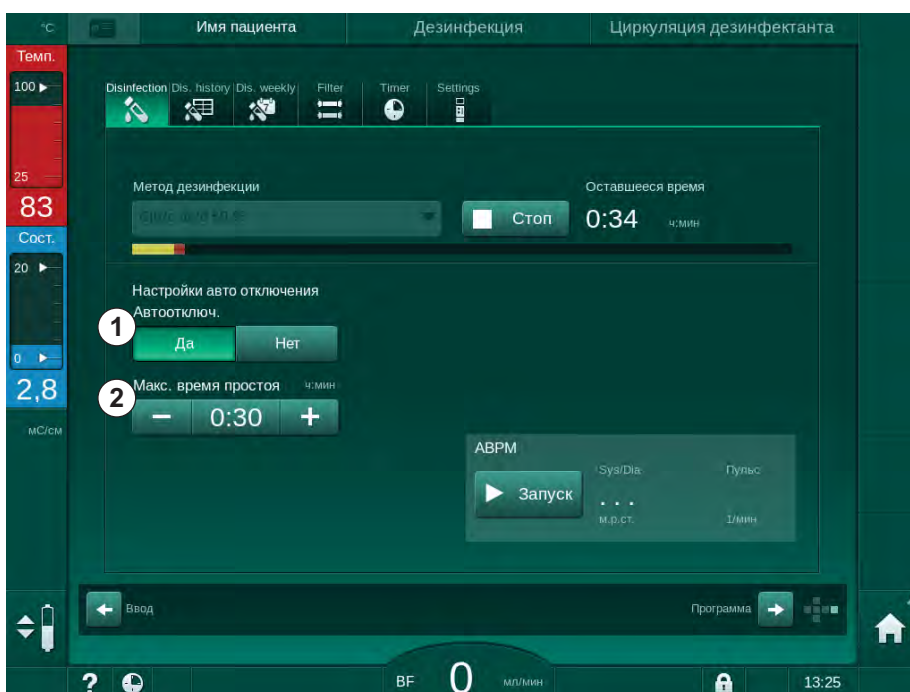 °C Имя пациента Дезинфекция Циркуляция дезинфектанта
Темп.
100
25
83
Сост.
20
0
2,8
мС/см
Disinfection Dis. history Dis. weekly Filter Timer Settings
7
Метод дезинфекции
Оставшееся время
Стоп 0:34 ч:мин
Настройки авто отключения
Автоотключ.
1
Да Нет
Макс. время простоя ч:мин
2
0:30
ABPM
Sys/Dia Пульс
Запуск
. . .
м.р.ст. 1/мин
Ввод Программа
? BF 0 мл/мин 13:25